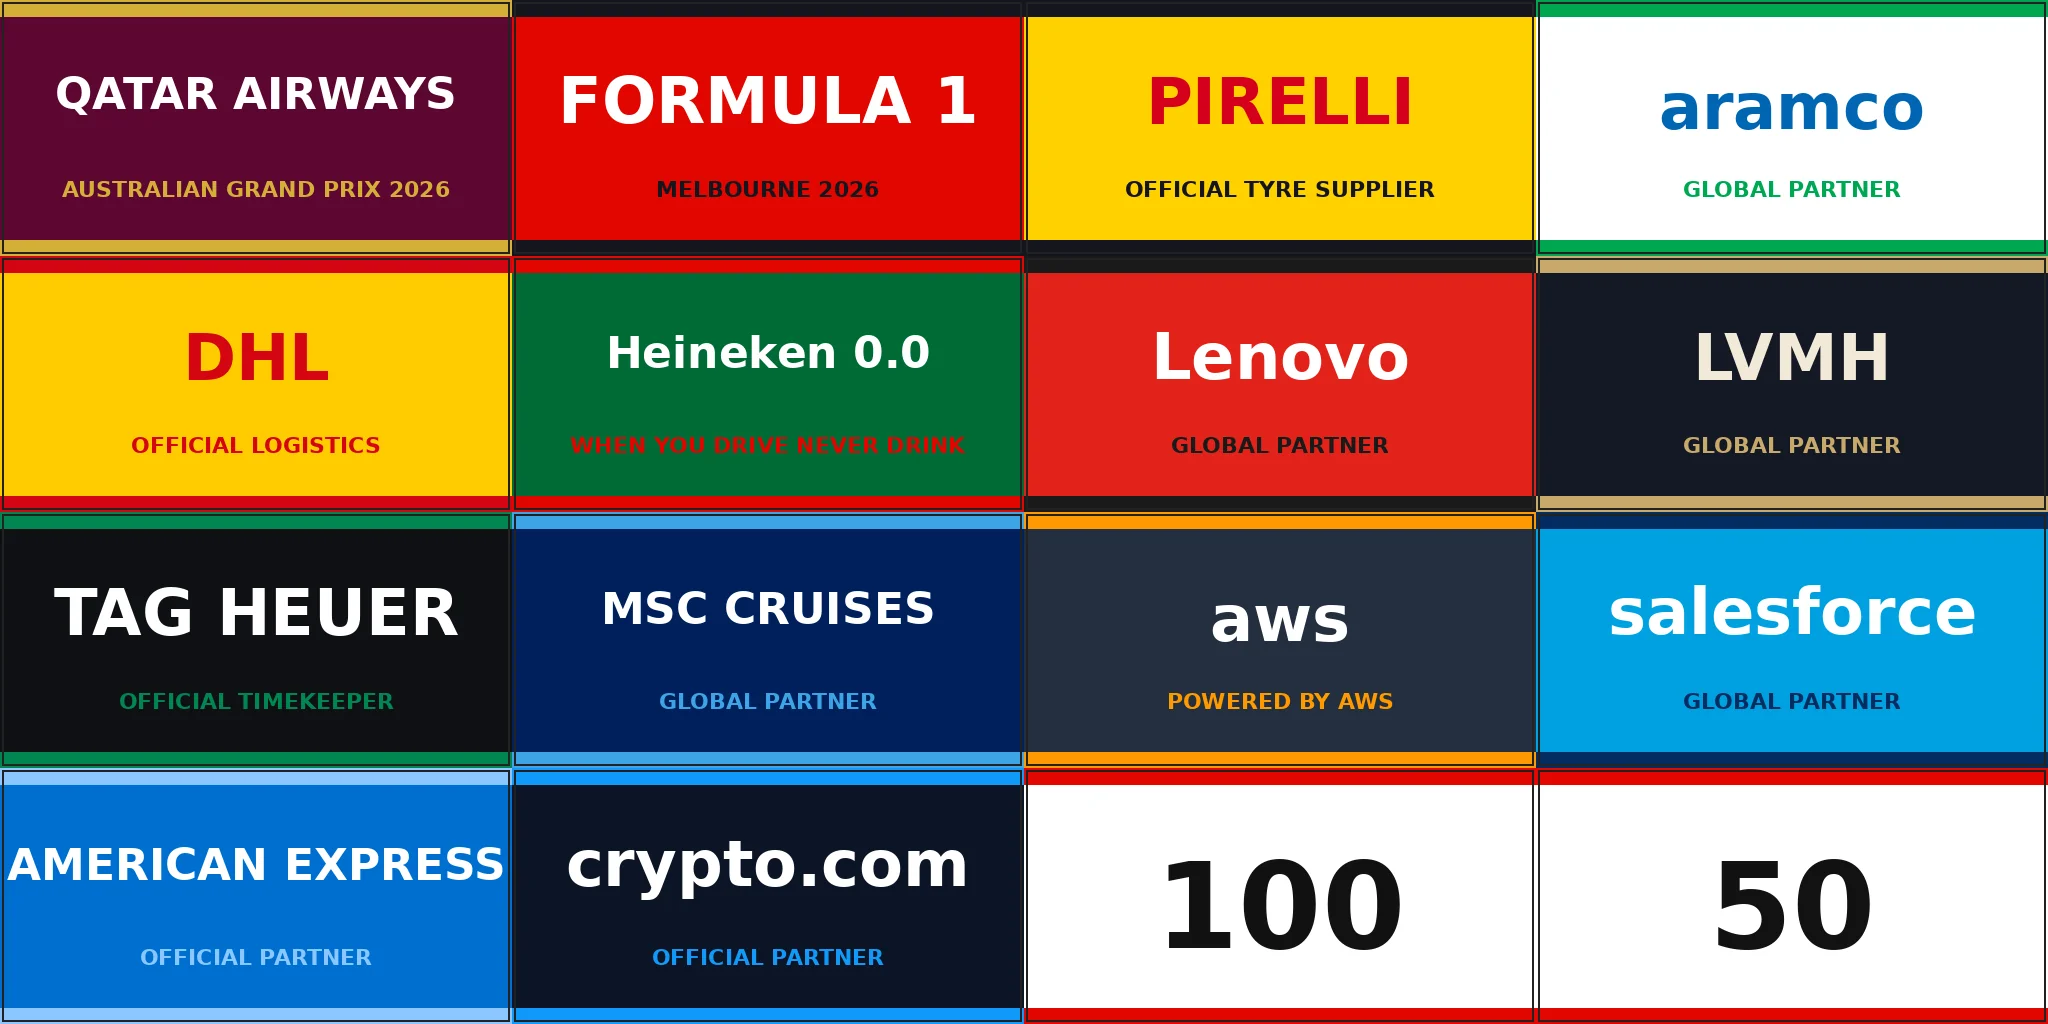 QATAR AIRWAYS
AUSTRALIAN GRAND PRIX 2026
FORMULA 1
MELBOURNE 2026
PIRELLI
OFFICIAL TYRE SUPPLIER
aramco
GLOBAL PARTNER
DHL
OFFICIAL LOGISTICS
Heineken 0.0
WHEN YOU DRIVE NEVER DRINK
Lenovo
GLOBAL PARTNER
LVMH
GLOBAL PARTNER
TAG HEUER
OFFICIAL TIMEKEEPER
MSC CRUISES
GLOBAL PARTNER
aws
POWERED BY AWS
salesforce
GLOBAL PARTNER
AMERICAN EXPRESS
OFFICIAL PARTNER
crypto.com
OFFICIAL PARTNER
100
50